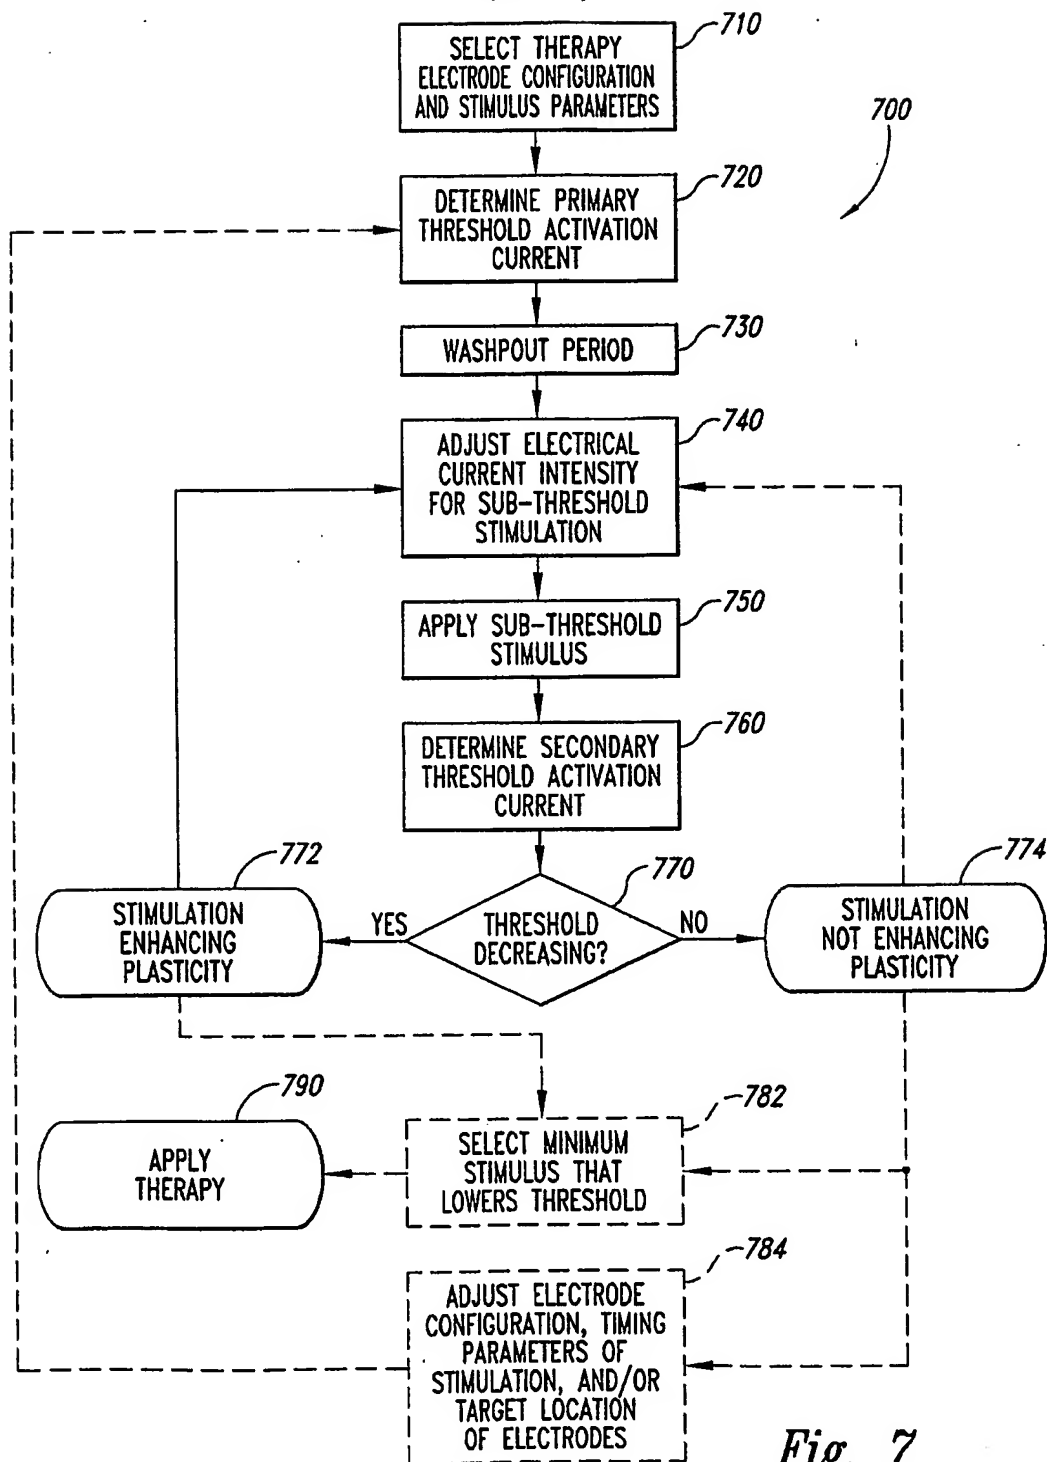 710
SELECT THERAPY
ELECTRODE CONFIGURATION
AND STIMULUS PARAMETERS
700
720
DETERMINE PRIMARY
THRESHOLD ACTIVATION
CURRENT
730
WASHPOUT PERIOD
740
ADJUST ELECTRICAL
CURRENT INTENSITY
FOR SUB-THRESHOLD
STIMULATION
750
APPLY SUB-THRESHOLD
STIMULUS
760
DETERMINE SECONDARY
THRESHOLD ACTIVATION
CURRENT
772
STIMULATION
ENHANCING
PLASTICITY
YES
770
THRESHOLD
DECREASING?
NO
774
STIMULATION
NOT ENHANCING
PLASTICITY
790
APPLY
THERAPY
782
SELECT MINIMUM
STIMULUS THAT
LOWERS THRESHOLD
784
ADJUST ELECTRODE
CONFIGURATION, TIMING
PARAMETERS OF
STIMULATION, AND/OR
TARGET LOCATION
OF ELECTRODES
Fig. 7